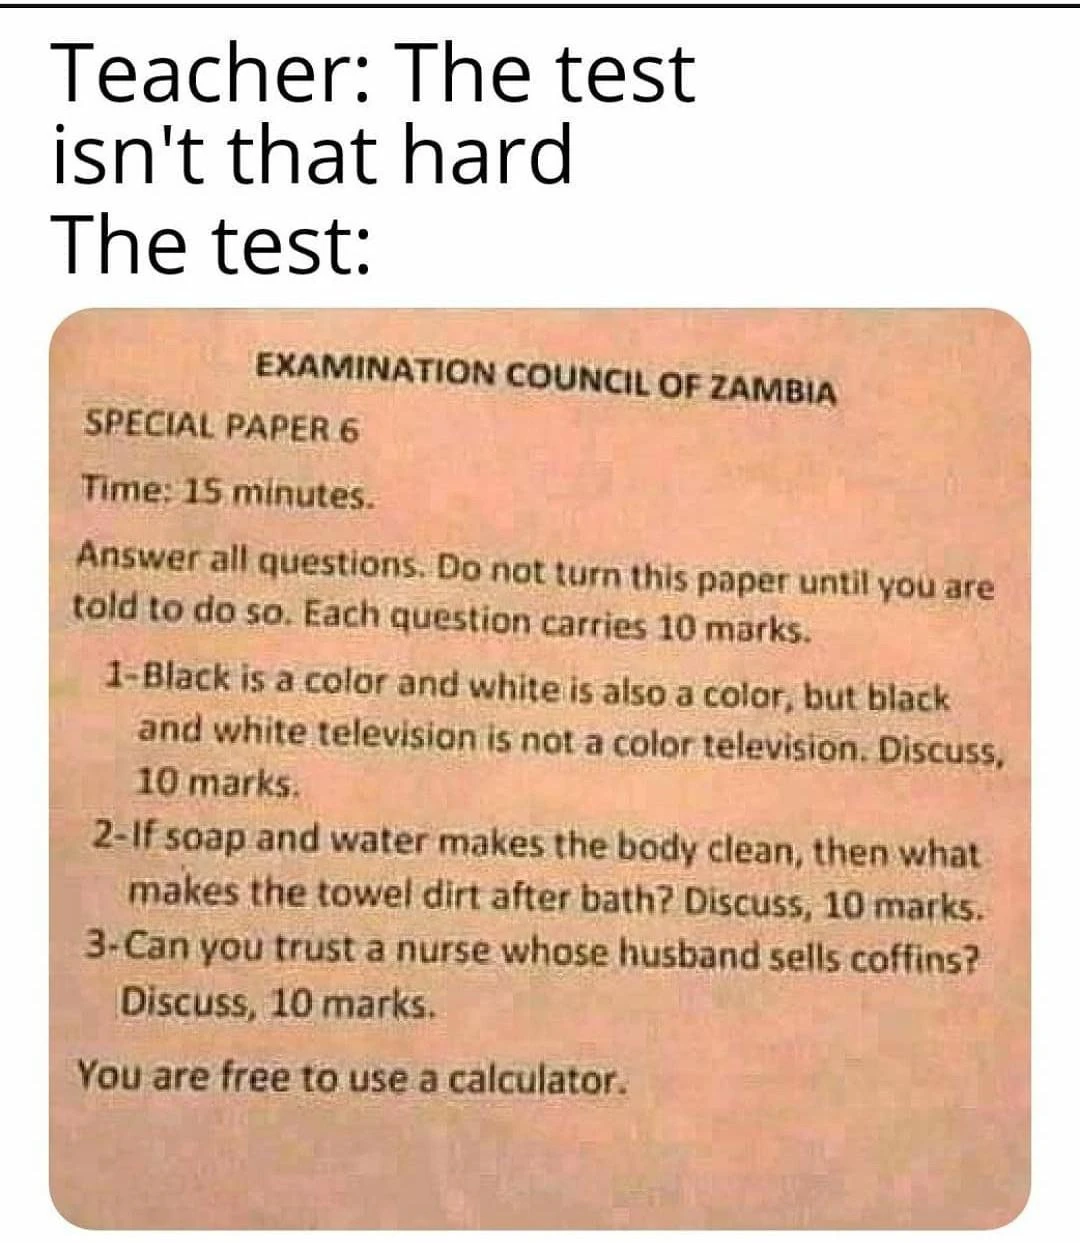 Teacher: The test
isn't that hard
The test:
EXAMINATION COUNCIL OF ZAMBIA
SPECIAL PAPER 6
Time: 15 minutes.
Answer all questions. Do not turn this paper until you are
told to do so. Each question carries 10 marks.
1-Black is a color and white is also a color, but black
and white television is not a color television. Discuss,
10 marks.
2-If soap and water makes the body clean, then what
makes the towel dirt after bath? Discuss, 10 marks.
3-Can you trust a nurse whose husband sells coffins?
Discuss, 10 marks.
You are free to use a calculator.